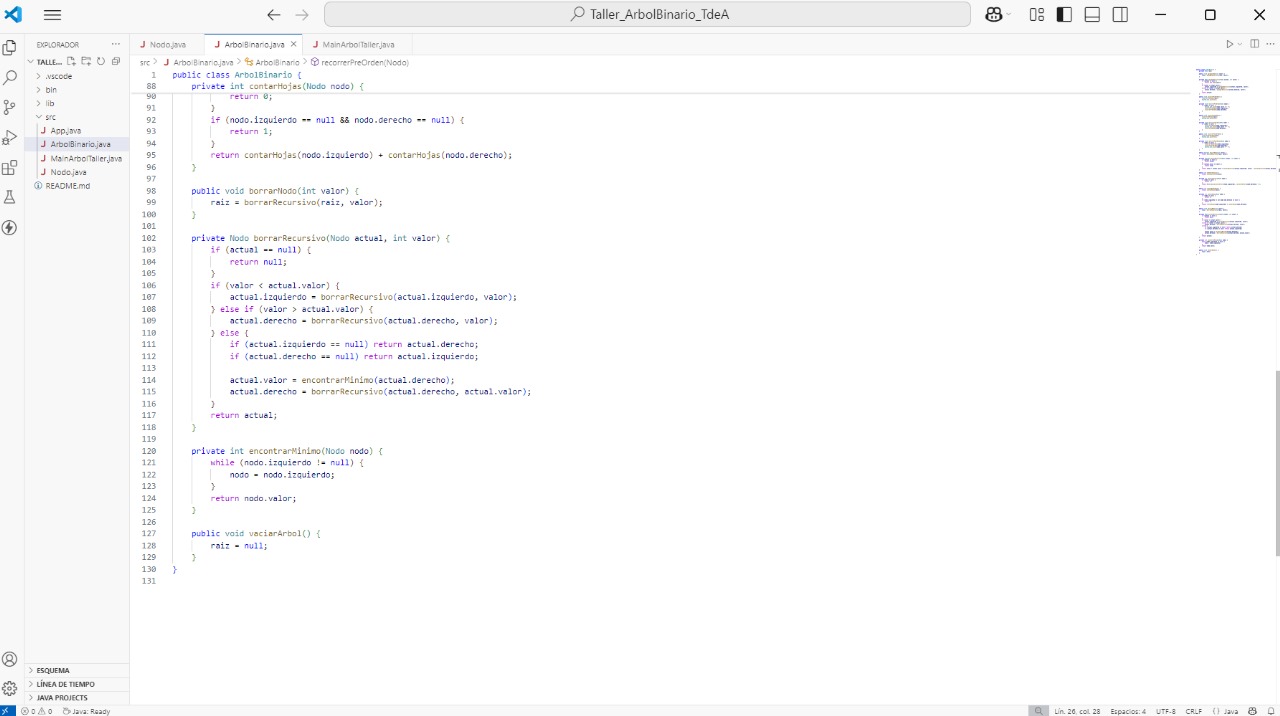 Taller_ArbolBinario_TdeA
EXPLORADOR
TALLE...
.vscode
bin
lib
src
App.java
ArbolBinario.java
MainArbolTaller.java
Nodo.java
README.md
ESQUEMA
LÍNEA DE TIEMPO
JAVA PROJECTS
Nodo.java
ArbolBinario.java
MainArbolTaller.java
src > ArbolBinario.java > ArbolBinario > recorrerPreOrden(Nodo)
1 public class ArbolBinario {
88 private int contarHojas(Nodo nodo)
90 return 0;
91 }
92 if (nodo.izquierdo == null && nodo.derecho == null) {
93 return 1;
94 }
95 return contarHojas(nodo.izquierdo) + contarHojas(nodo.derecho);
96 }
97
98 public void borrarNodo(int valor) {
99 raiz = borrarRecursivo(raiz, valor);
100 }
101
102 private Nodo borrarRecursivo(Nodo actual, int valor) {
103 if (actual == null) {
104 return null;
105 }
106 if (valor < actual.valor) {
107 actual.izquierdo = borrarRecursivo(actual.izquierdo, valor);
108 } else if (valor > actual.valor) {
109 actual.derecho = borrarRecursivo(actual.derecho, valor);
110 } else {
111 if (actual.izquierdo == null) return actual.derecho;
112 if (actual.derecho == null) return actual.izquierdo;
113
114 actual.valor = encontrarMinimo(actual.derecho);
115 actual.derecho = borrarRecursivo(actual.derecho, actual.valor);
116 }
117 return actual;
118 }
119
120 private int encontrarMinimo(Nodo nodo) {
121 while (nodo.izquierdo != null) {
122 nodo = nodo.izquierdo;
123 }
124 return nodo.valor;
125 }
126
127 public void vaciarArbol() {
128 raiz = null;
129 }
130 }
131
0 0 Java: Ready
Lín. 26, col. 28 Espacios: 4 UTF-8 CRLF {} Java